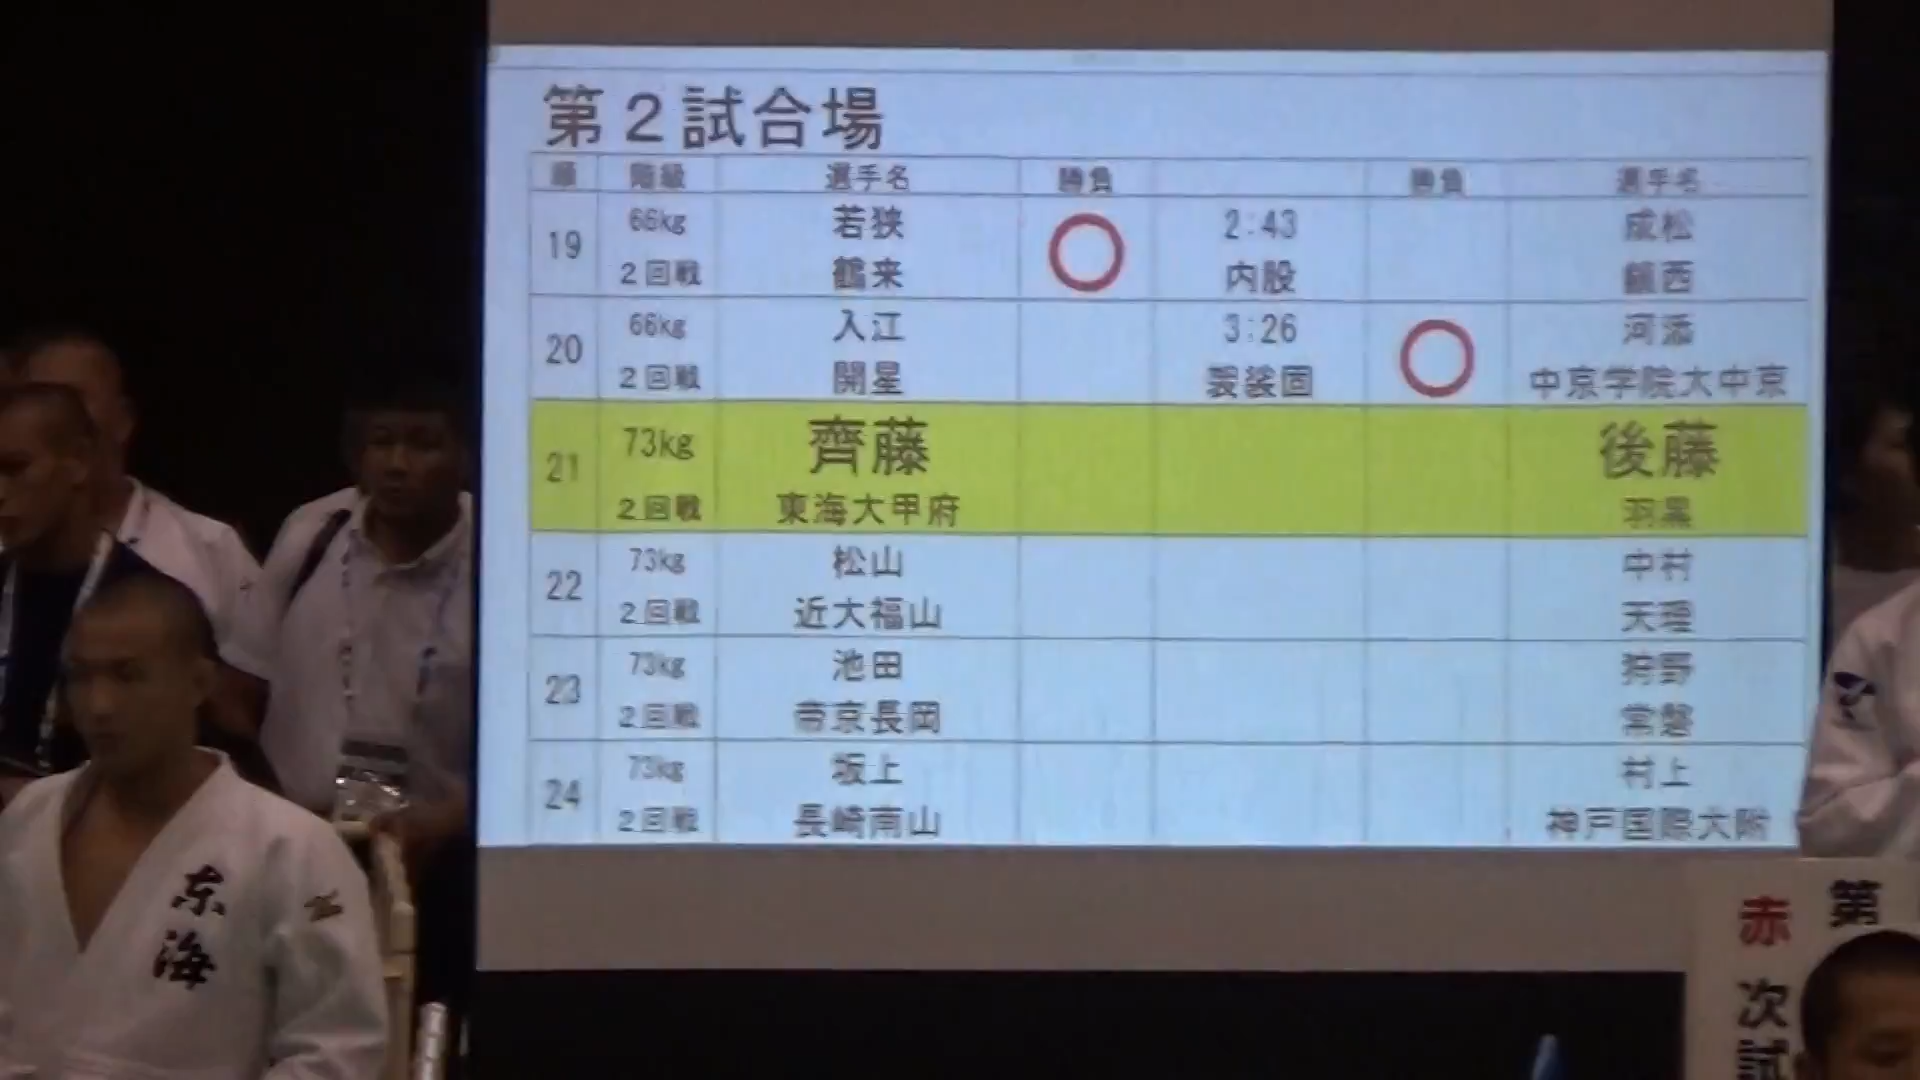 第2試合場
順 階級 選手名 勝負 勝負 選手名
19 66kg 若狭 2:43 成松
2回戦 鶴来 内股 鎮西
20 66kg 入江 3:26 河添
2回戦 開星 袈裟固 中京学院大中京
21 73kg 齊藤 後藤
2回戦 東海大甲府 羽黒
22 73kg 松山 中村
2回戦 近大福山 天理
23 73kg 池田 狩野
2回戦 帝京長岡 常磐
24 73kg 坂上 村上
2回戦 長崎南山 神戸国際大附
东海
第
赤
次試